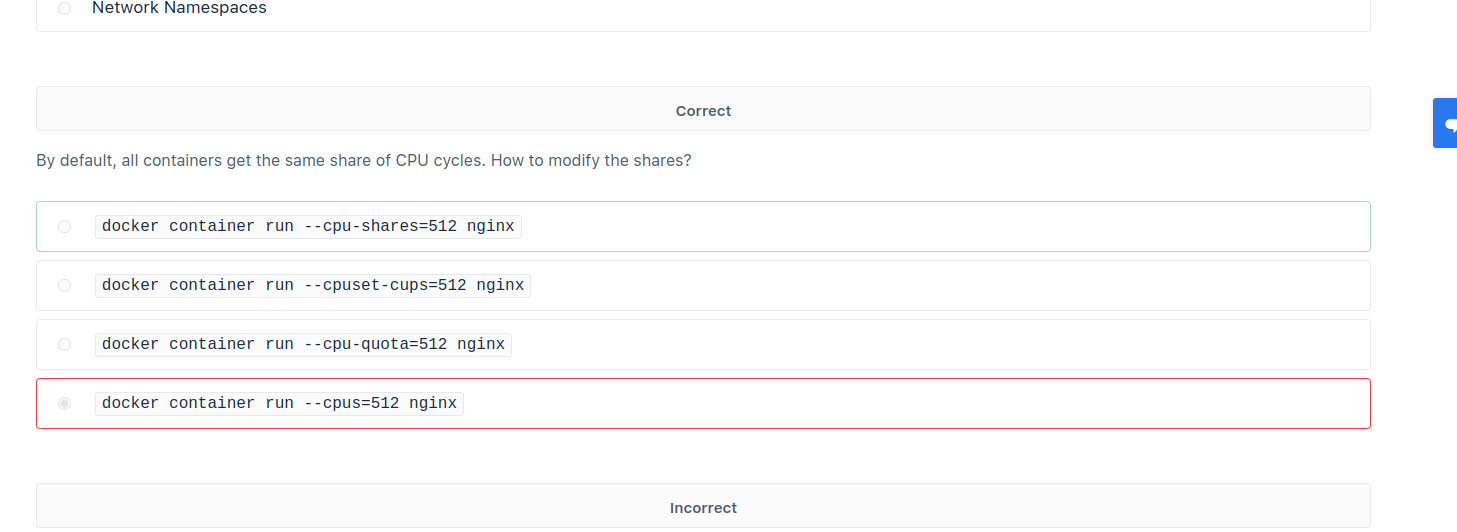 Network Namespaces
Correct
By default, all containers get the same share of CPU cycles. How to modify the shares?
docker container run --cpu-shares=512 nginx
docker container run --cpuset-cups=512 nginx
docker container run --cpu-quota=512 nginx
docker container run --cpus=512 nginx
Incorrect